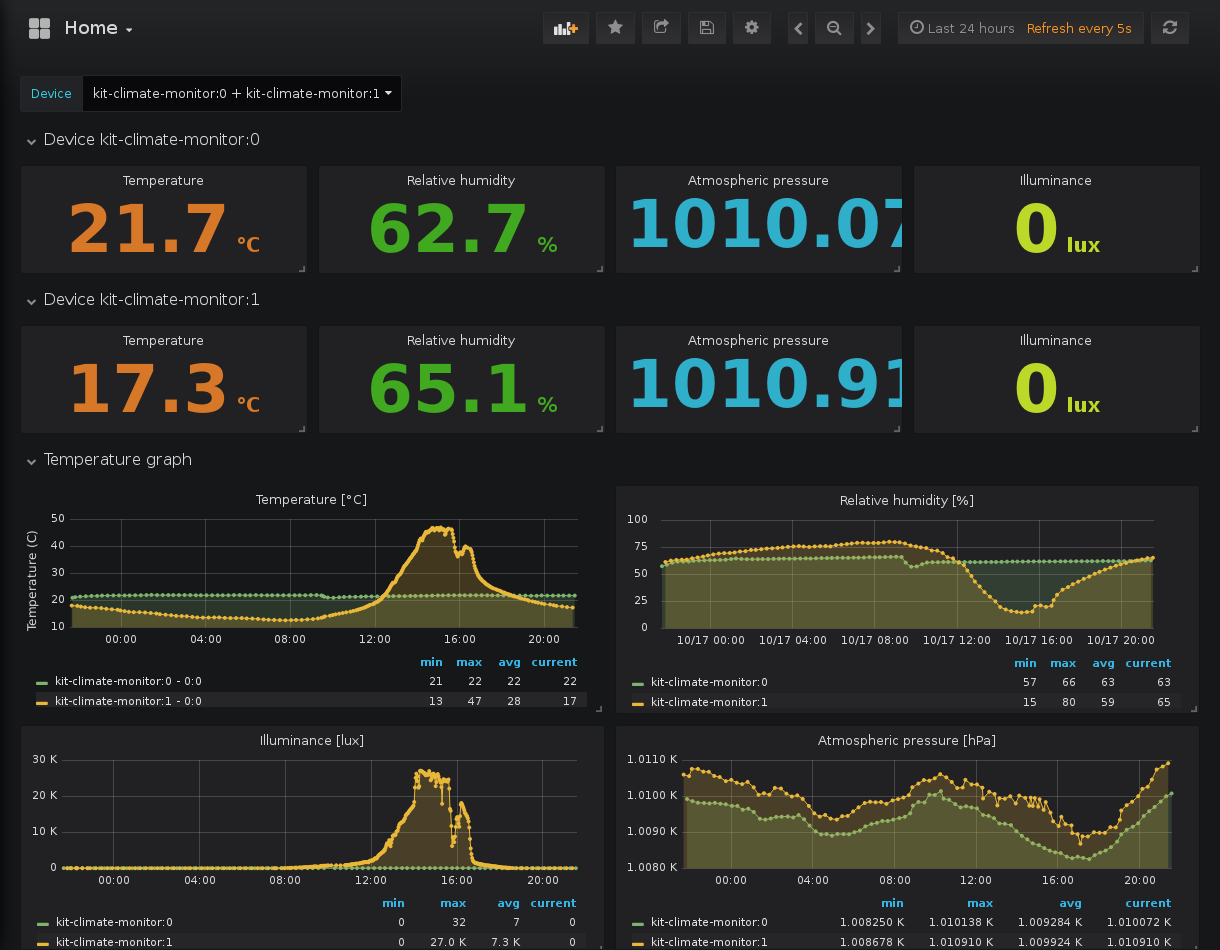 Home
Last 24 hours Refresh every 5s
Device kit-climate-monitor:0 + kit-climate-monitor:1
Device kit-climate-monitor:0
Temperature Relative humidity Atmospheric pressure Illuminance
21.7 °C 62.7 % 1010.07 0 lux
Device kit-climate-monitor:1
Temperature Relative humidity Atmospheric pressure Illuminance
17.3 °C 65.1 % 1010.91 0 lux
Temperature graph
Temperature [°C]
Temperature (C)
50
40
30
20
10
00:00 04:00 08:00 12:00 16:00 20:00
min max avg current
kit-climate-monitor:0 - 0:0 21 22 22 22
kit-climate-monitor:1 - 0:0 13 47 28 17
Relative humidity [%]
100
75
50
25
0
10/17 00:00 10/17 04:00 10/17 08:00 10/17 12:00 10/17 16:00 10/17 20:00
min max avg current
kit-climate-monitor:0 57 66 63 63
kit-climate-monitor:1 15 80 59 65
Illuminance [lux]
30 K
20 K
10 K
0
00:00 04:00 08:00 12:00 16:00 20:00
min max avg current
kit-climate-monitor:0 0 32 7 0
kit-climate-monitor:1 0 27.0 K 7.3 K 0
Atmospheric pressure [hPa]
1.0110 K
1.0100 K
1.0090 K
1.0080 K
00:00 04:00 08:00 12:00 16:00 20:00
min max avg current
kit-climate-monitor:0 1.008250 K 1.010138 K 1.009284 K 1.010072 K
kit-climate-monitor:1 1.008678 K 1.010910 K 1.009924 K 1.010910 K